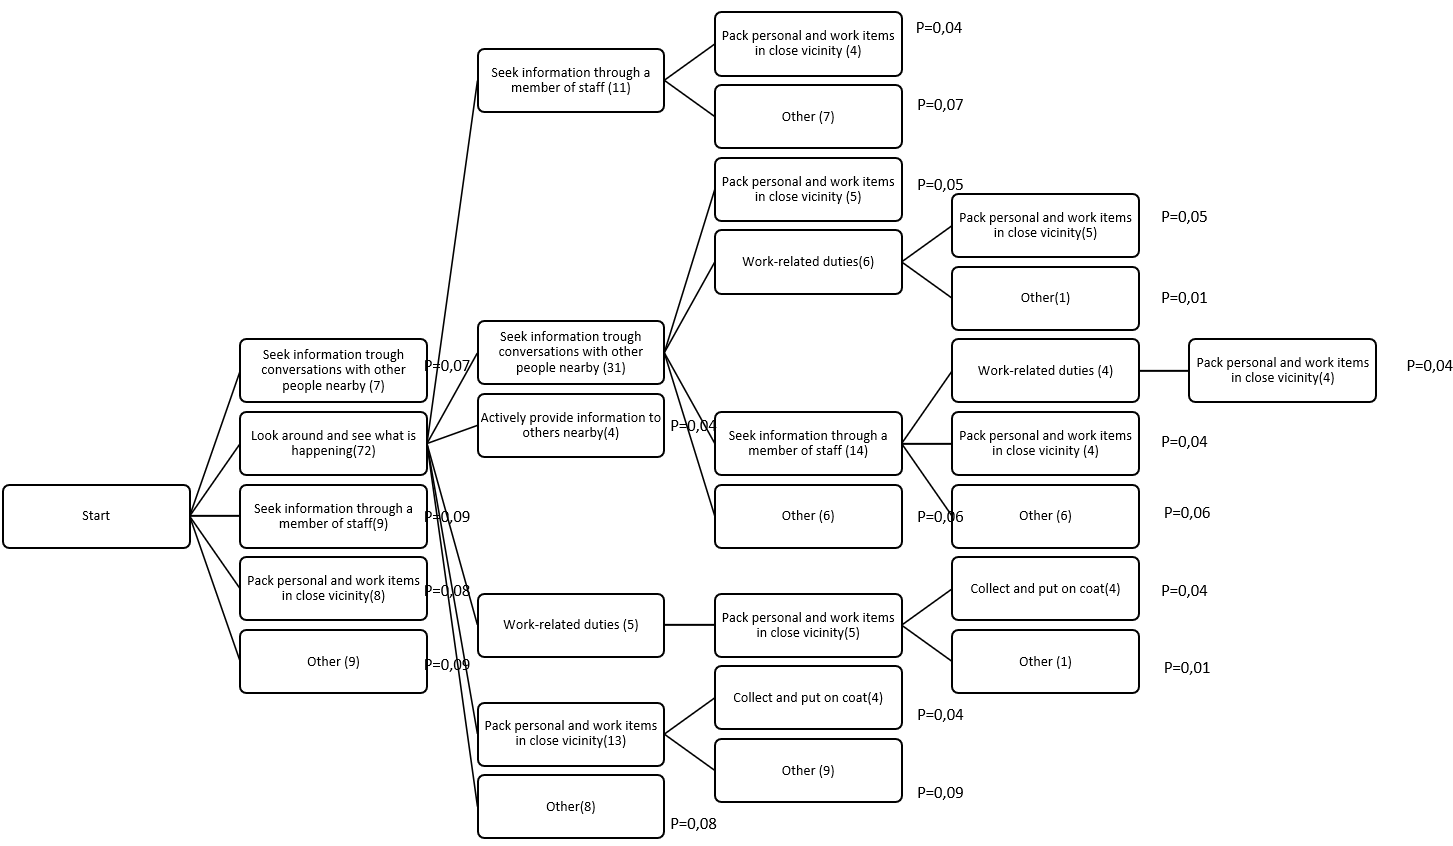 Start
Seek information trough
conversations with other
people nearby (7)
P=0,07
Look around and see what is
happening(72)
Seek information through a
member of staff(9)
P=0,09
Pack personal and work items
in close vicinity(8)
P=0,08
Other (9)
P=0,09
Seek information through a
member of staff (11)
Seek information trough
conversations with other
people nearby (31)
Actively provide information to
others nearby(4)
P=0,04
Work-related duties (5)
Pack personal and work items
in close vicinity(13)
Other(8)
P=0,08
Pack personal and work items
in close vicinity (4)
P=0,04
Other (7)
P=0,07
Pack personal and work items
in close vicinity (5)
P=0,05
Work-related duties(6)
Seek information through a
member of staff (14)
Other (6)
P=0,06
Pack personal and work items
in close vicinity(5)
Collect and put on coat(4)
P=0,04
Other (9)
P=0,09
Pack personal and work items
in close vicinity(5)
P=0,05
Other(1)
P=0,01
Work-related duties (4)
Pack personal and work items
in close vicinity (4)
P=0,04
Other (6)
P=0,06
Collect and put on coat(4)
P=0,04
Other (1)
P=0,01
Pack personal and work items
in close vicinity(4)
P=0,04